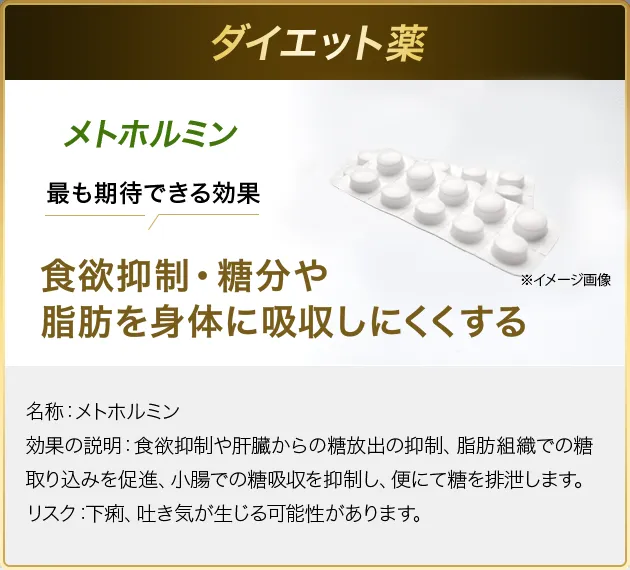 ダイエット薬
メトホルミン
最も期待できる効果
食欲抑制・糖分や
脂肪を身体に吸収しにくくする
※イメージ画像
名称：メトホルミン
効果の説明：食欲抑制や肝臓からの糖放出の抑制、脂肪組織での糖
取り込みを促進、小腸での糖吸収を抑制し、便にて糖を排泄します。
リスク：下痢、吐き気が生じる可能性があります。